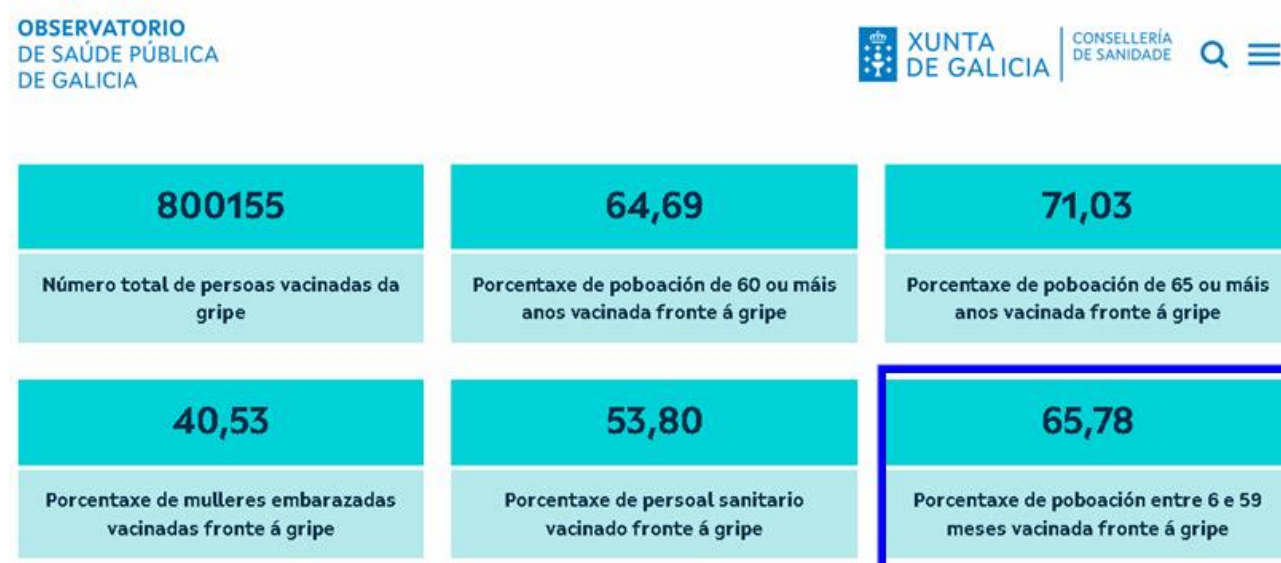 OBSERVATORIO
DE SAÚDE PÚBLICA
DE GALICIA
XUNTA
DE GALICIA
CONSELLERÍA
DE SANIDADE
800155
Número total de persoas vacinadas da
gripe
64,69
Porcentaxe de poboación de 60 ou máis
anos vacinada fronte á gripe
71,03
Porcentaxe de poboación de 65 ou máis
anos vacinada fronte á gripe
40,53
Porcentaxe de mulleres embarazadas
vacinadas fronte á gripe
53,80
Porcentaxe de persoal sanitario
vacinado fronte á gripe
65,78
Porcentaxe de poboación entre 6 e 59
meses vacinada fronte á gripe